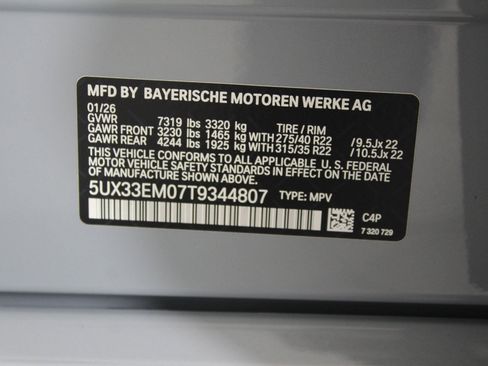 MFD BY BAYERISCHE MOTOREN WERKE AG
01/26
GVWR 7319 lbs 3320 kg TIRE / RIM
GAWR FRONT 3230 lbs 1465 kg WITH 275/40 R22 /9.5Jx 22
GAWR REAR 4244 lbs 1925 kg WITH 315/35 R22 /10.5Jx 22
THIS VEHICLE CONFORMS TO ALL APPLICABLE U. S. FEDERAL
MOTOR VEHICLE SAFETY STANDARDS IN EFFECT ON THE DATE
OF MANUFACTURE SHOWN ABOVE.
5UX33EM07T9344807 TYPE: MPV
C4P
7 320 729